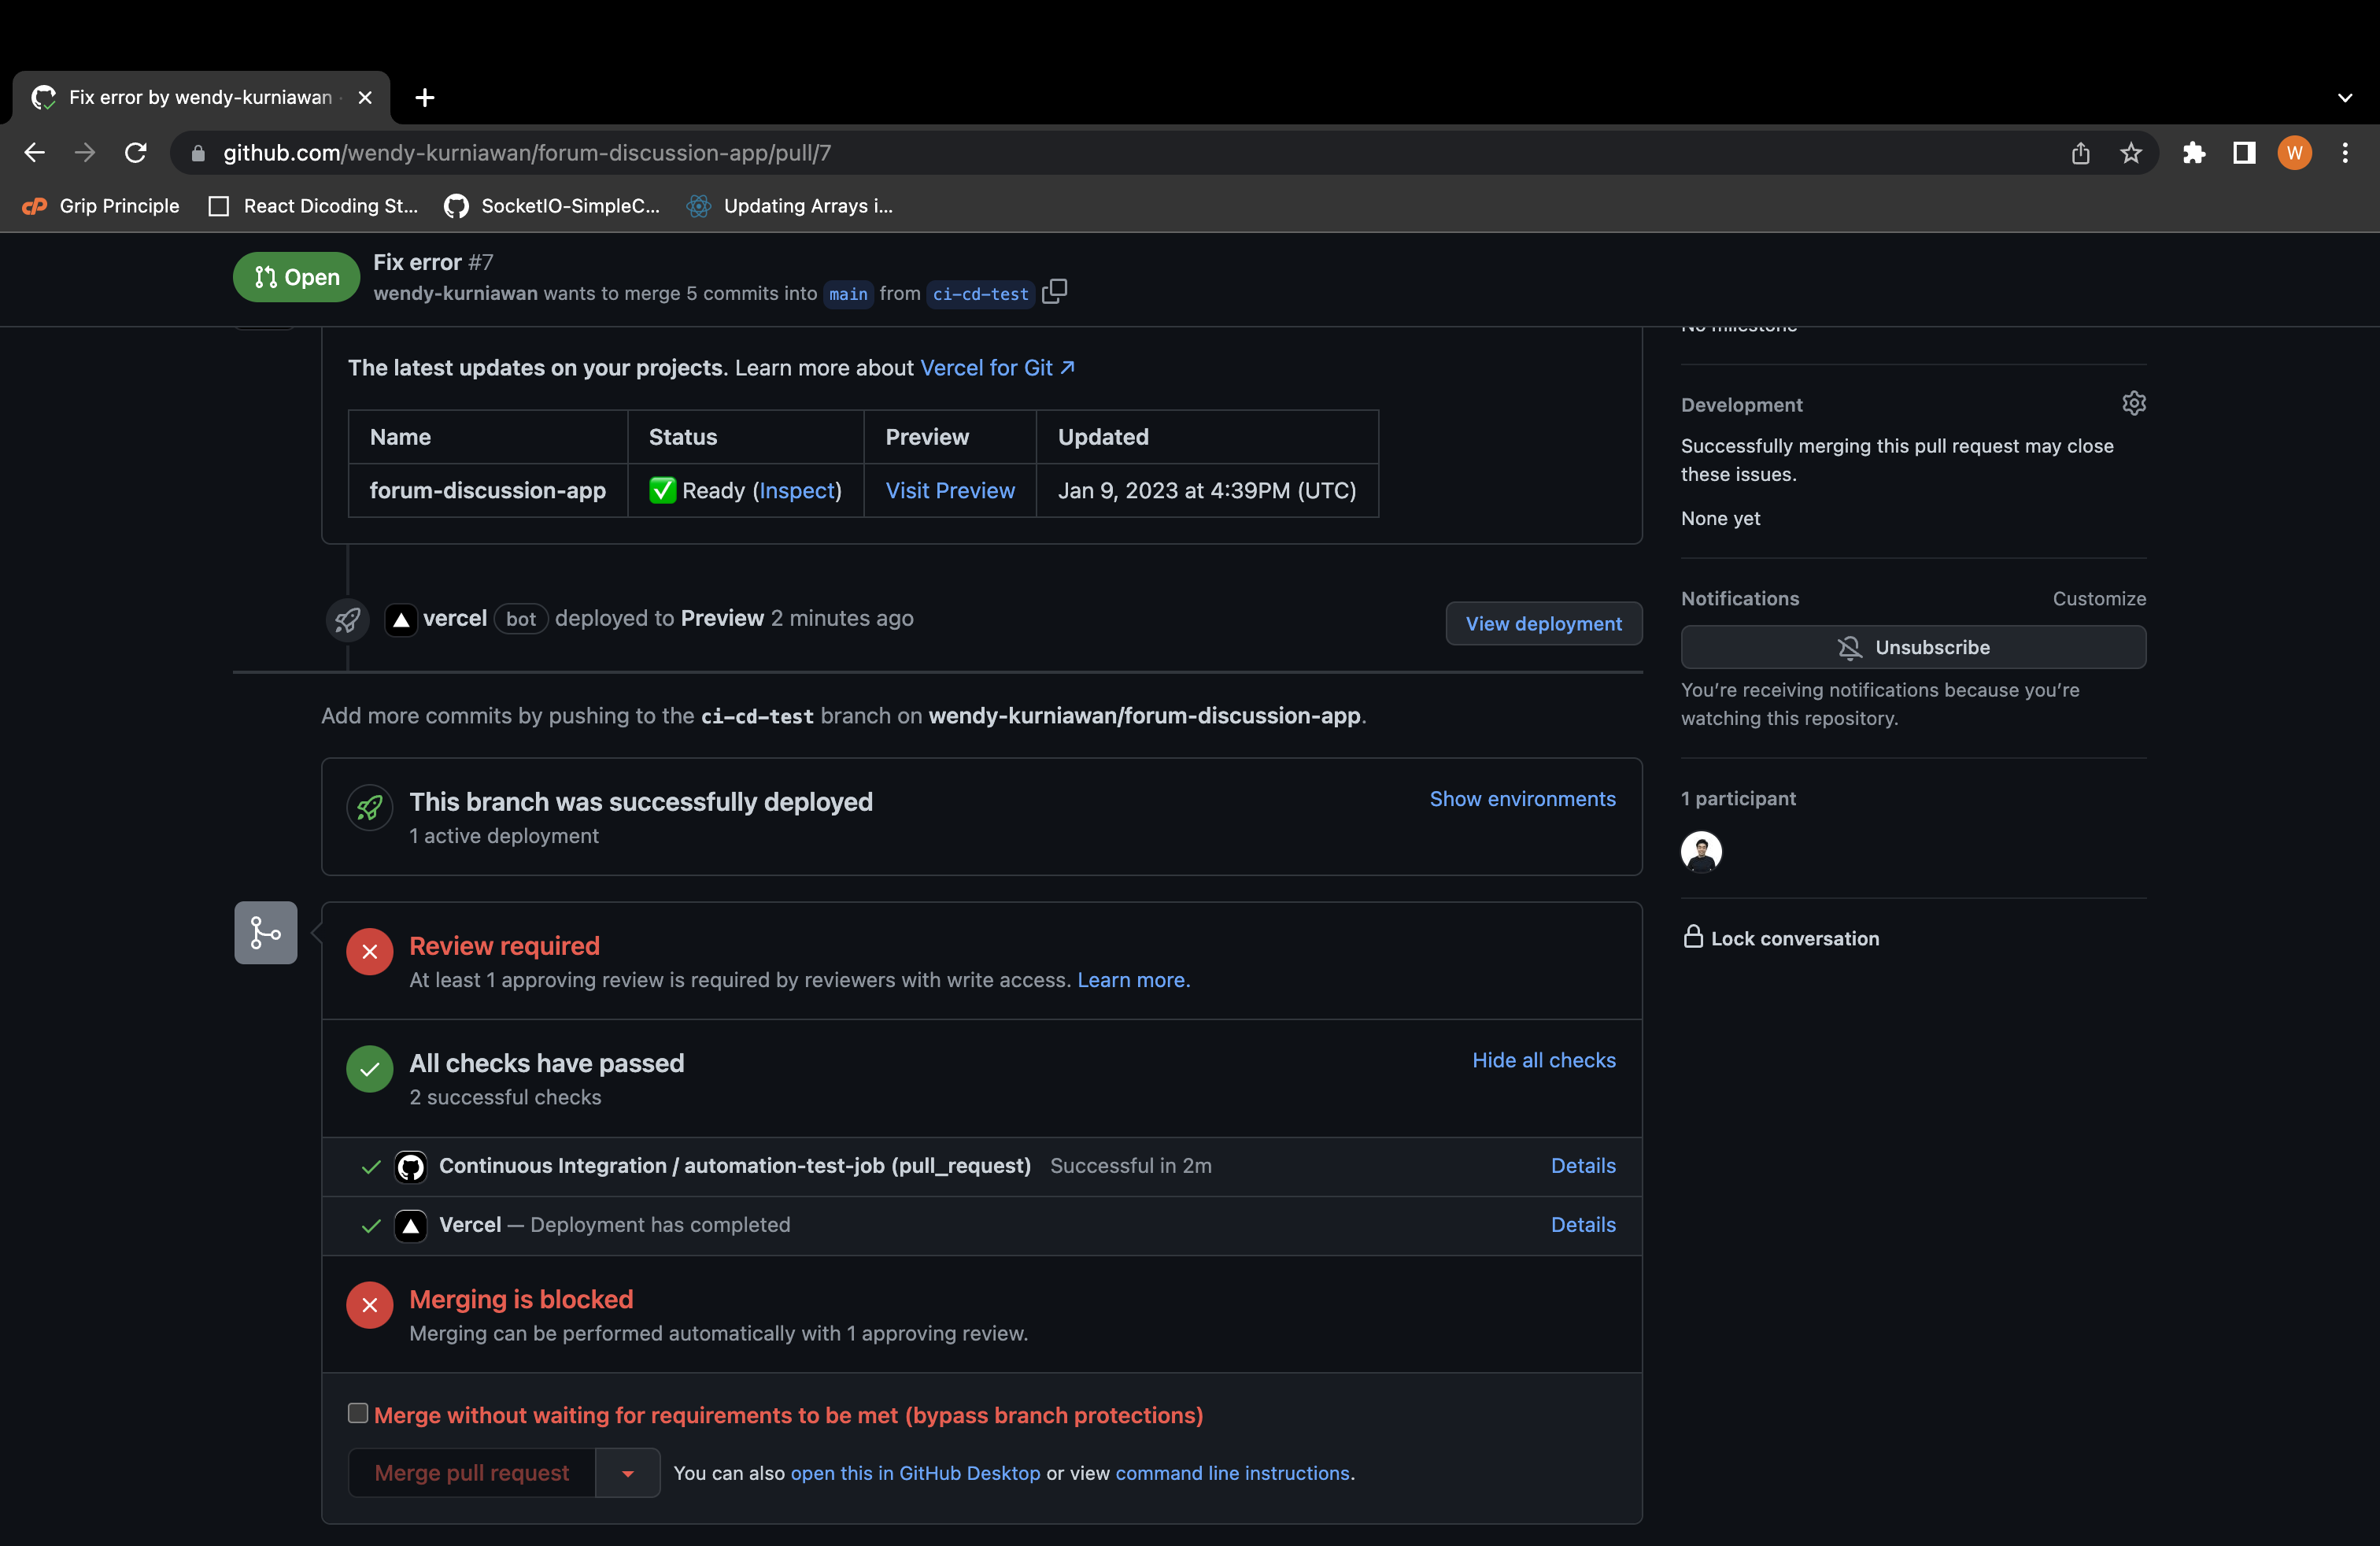 Fix error by wendy-kurniawan ·
github.com/wendy-kurniawan/forum-discussion-app/pull/7
W
Grip Principle
React Dicoding St...
SocketIO-SimpleC...
Updating Arrays i...
Open
Fix error #7
wendy-kurniawan wants to merge 5 commits into main from ci-cd-test
The latest updates on your projects. Learn more about Vercel for Git ↗
Name Status Preview Updated
forum-discussion-app ✅ Ready (Inspect) Visit Preview Jan 9, 2023 at 4:39PM (UTC)
vercel bot deployed to Preview 2 minutes ago
View deployment
Add more commits by pushing to the ci-cd-test branch on wendy-kurniawan/forum-discussion-app.
This branch was successfully deployed
1 active deployment
Show environments
Review required
At least 1 approving review is required by reviewers with write access. Learn more.
All checks have passed
2 successful checks
Hide all checks
Continuous Integration / automation-test-job (pull_request) Successful in 2m Details
Vercel — Deployment has completed Details
Merging is blocked
Merging can be performed automatically with 1 approving review.
Merge without waiting for requirements to be met (bypass branch protections)
Merge pull request
You can also open this in GitHub Desktop or view command line instructions.
No milestone
Development
Successfully merging this pull request may close
these issues.
None yet
Notifications Customize
Unsubscribe
You're receiving notifications because you're
watching this repository.
1 participant
Lock conversation